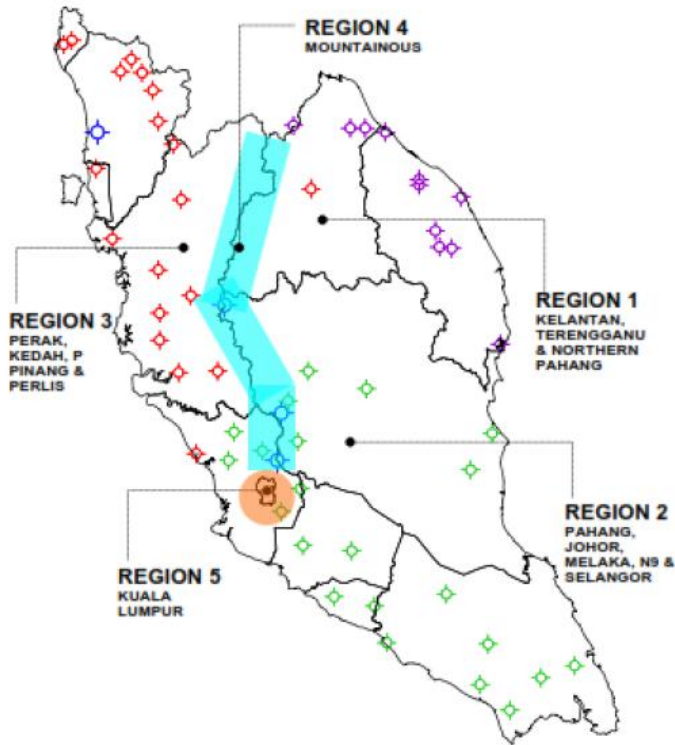 REGION 4
MOUNTAINOUS
REGION 3
PERAK,
KEDAH, P
PINANG &
PERLIS
REGION 1
KELANTAN,
TERENGGANU
& NORTHERN
PAHANG
REGION 2
PAHANG,
JOHOR,
MELAKA, N9 &
SELANGOR
REGION 5
KUALA
LUMPUR